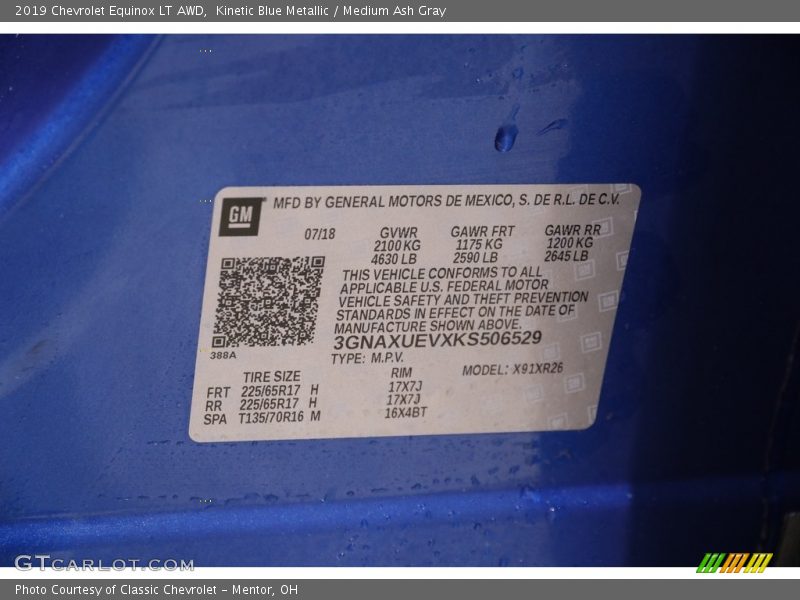 2019 Chevrolet Equinox LT AWD,  Kinetic Blue Metallic / Medium Ash Gray
GM MFD BY GENERAL MOTORS DE MEXICO, S. DE R.L. DE C.V.
07/18 GVWR GAWR FRT GAWR RR
2100 KG 1175 KG 1200 KG
4630 LB 2590 LB 2645 LB
THIS VEHICLE CONFORMS TO ALL
APPLICABLE U.S. FEDERAL MOTOR
VEHICLE SAFETY AND THEFT PREVENTION
STANDARDS IN EFFECT ON THE DATE OF
MANUFACTURE SHOWN ABOVE.
3GNAXUEVXKS506529
388A TYPE: M.P.V. MODEL: X91XR26
TIRE SIZE RIM
FRT 225/65R17 H 17X7J
RR 225/65R17 H 17X7J
SPA T135/70R16 M 16X4BT
GTCARLOT.COM
Photo Courtesy of Classic Chevrolet - Mentor, OH